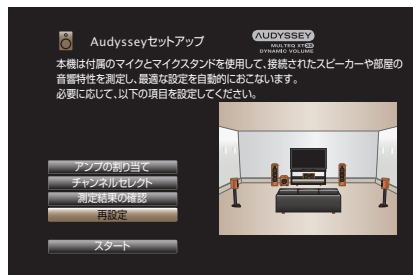 Audysseyセットアップ
AUDYSSEY
MULTEQ XT32
DYNAMIC VOLUME
本機は付属のマイクとマイクスタンドを使用して、接続されたスピーカーや部屋の
音響特性を測定し、最適な設定を自動的におこないます。
必要に応じて、以下の項目を設定してください。
アンプの割り当て
チャンネルセレクト
測定結果の確認
再設定
スタート